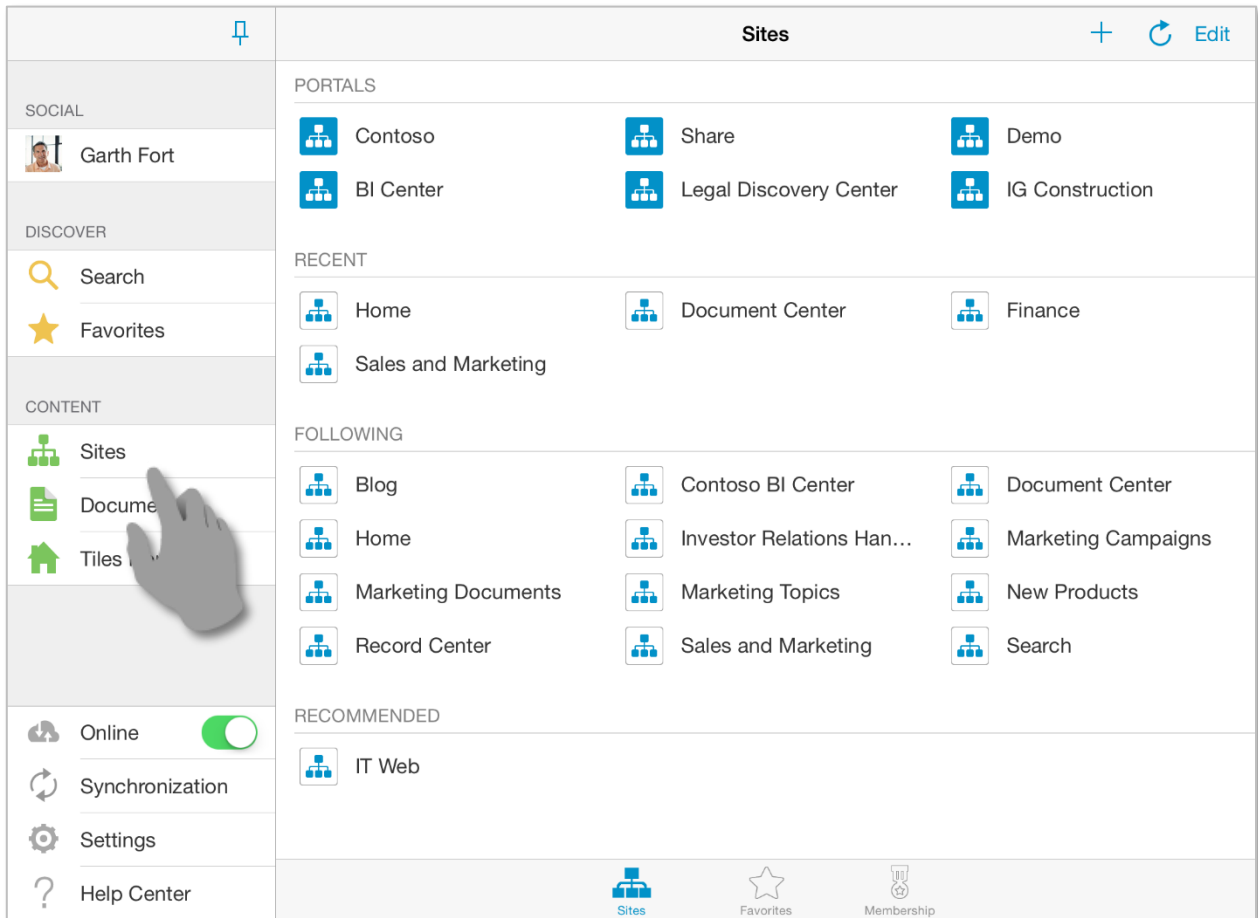 Sites
Edit
SOCIAL
Garth Fort
DISCOVER
Search
Favorites
CONTENT
Sites
Tiles
Online
Synchronization
Settings
Help Center
PORTALS
Contoso
Share
Demo
BI Center
Legal Discovery Center
IG Construction
RECENT
Home
Document Center
Finance
Sales and Marketing
FOLLOWING
Blog
Contoso BI Center
Document Center
Home
Investor Relations Han...
Marketing Campaigns
Marketing Documents
Marketing Topics
New Products
Record Center
Sales and Marketing
Search
RECOMMENDED
IT Web
Sites
Favorites
Membership